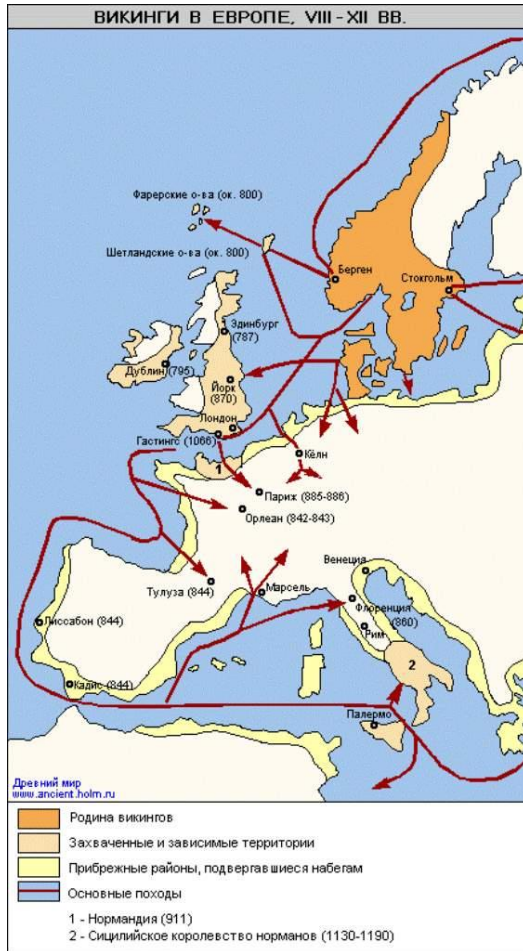 ВИКИНГИ В ЕВРОПЕ, VIII-XII ВВ.
Фарерские о-ва (ок. 800)
Шетландские о-ва (ок. 800)
Берген
Стокгольм
Эдинбург
(787)
Дублин (795)
Йорк
(870)
Лондон
Гастингс (1066)
Кёлн
1
Париж (885-886)
Орлеан (842-843)
Венеция
Тулуза (844)
Марсель
Флоренция
(860)
Лиссабон (844)
Рим
2
Кадис (844)
Палермо
Древний мир
www.ancient.holm.ru
Родина викингов
Захваченные и зависимые территории
Прибрежные районы, подвергавшиеся набегам
Основные походы
1 - Нормандия (911)
2 - Сицилийское королевство норманов (1130-1190)